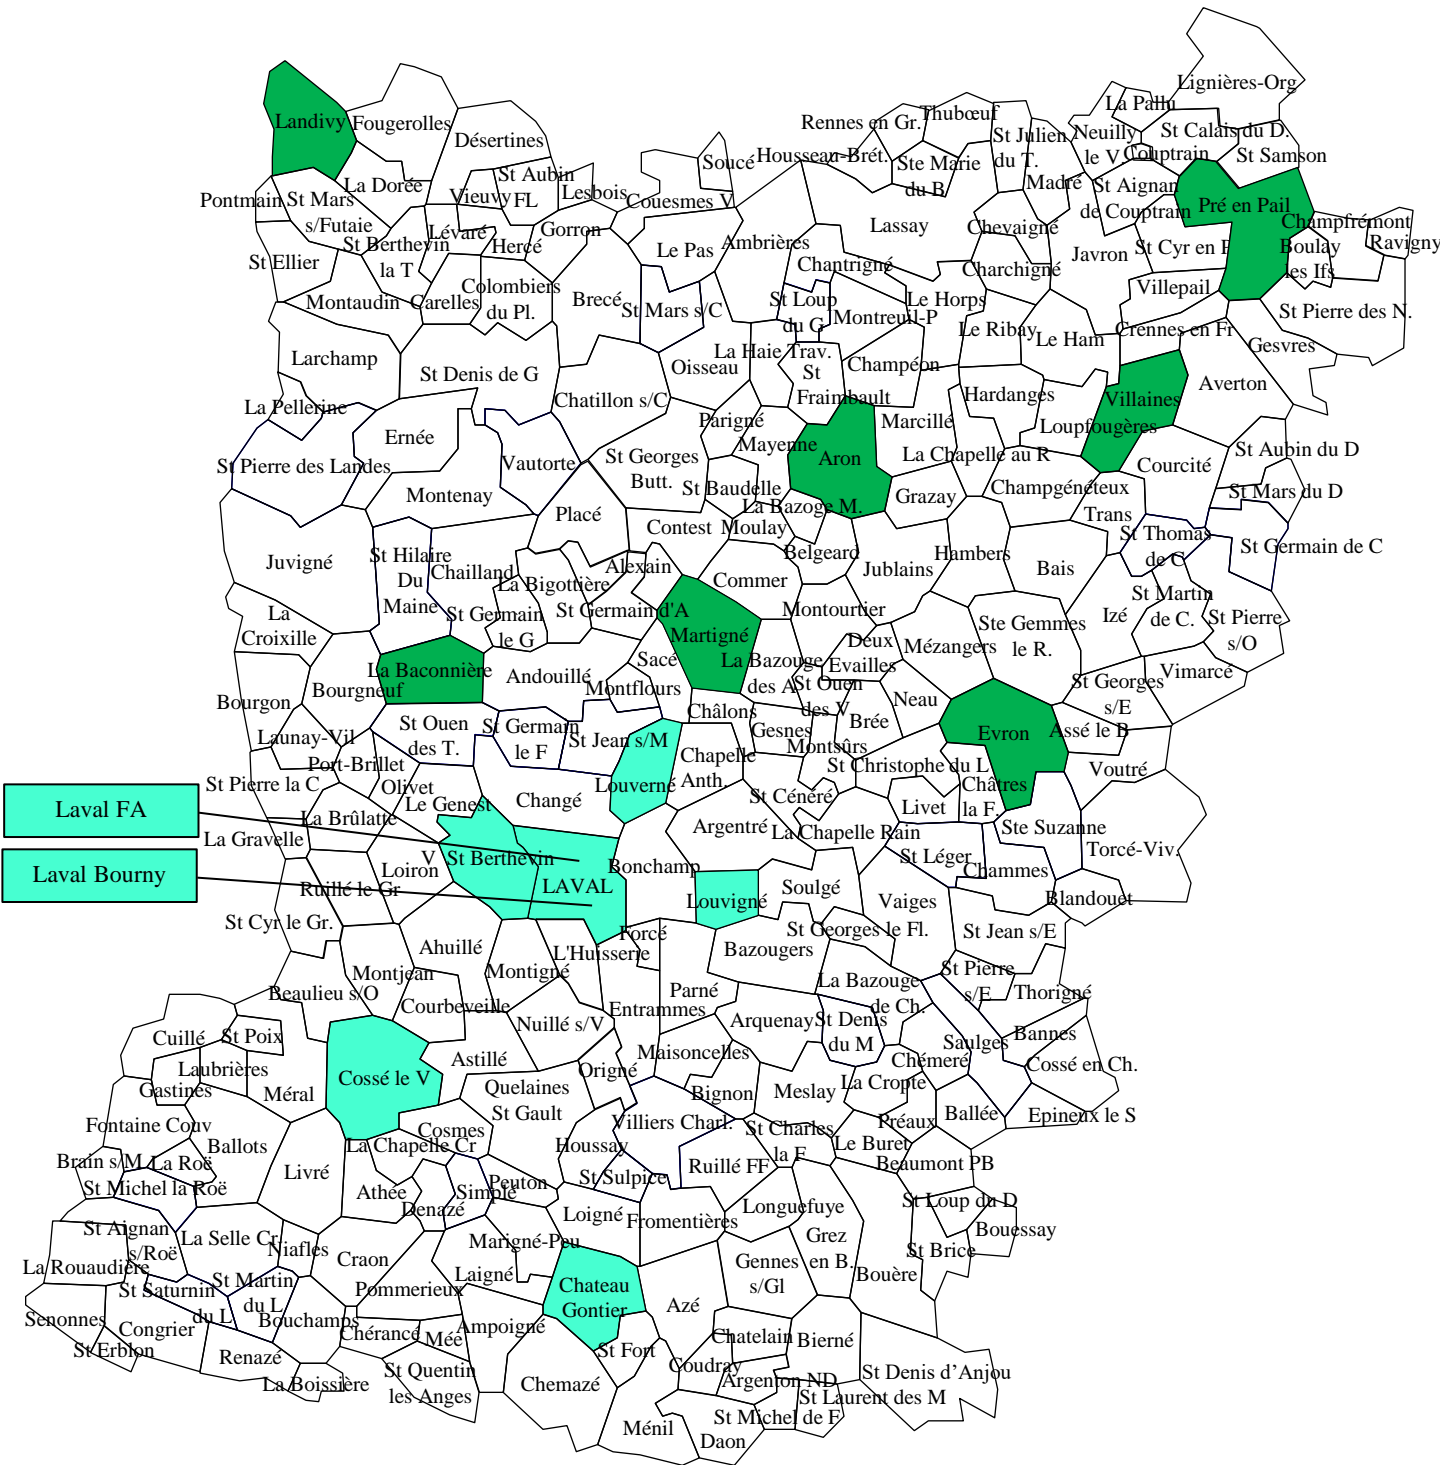 Lignières-Org
La Pallu
Landivy
Fougerolles
Désertines
Rennes en Gr.
Thubœuf
St Julien
du T.
Neuilly
le V
St Calais du D.
Couptrain
St Samson
Soucé
Housseau-Brét.
Ste Marie
du B
Madré
St Aignan
de Couptrain
Pré en Pail
Champfrémont
Ravigny
Boulay
les Ifs
Pontmain
St Mars
s/Futaie
La Dorée
Vieuvy
St Aubin
FL
Lesbois
Couesmes V
Lassay
Chevaigné
Javron
St Cyr en P
St Ellier
St Berthevin
la T
Lévaré
Hercé
Gorron
Le Pas
Ambrières
Chantrigné
Charchigné
Villepail
St Pierre des N.
Montaudin
Carelles
Colombiers
du Pl.
Brecé
St Mars s/C
St Loup
du G
Montreuil-P
Le Horps
Le Ribay
Le Ham
Crennes en Fr
Gesvres
Larchamp
St Denis de G
Oisseau
La Haie Trav.
St
Fraimbault
Champéon
Hardanges
Villaines
Averton
La Pellerine
Ernée
Chatillon s/C
Parigné
Mayenne
Marcillé
Loupfougères
St Pierre des Landes
Vautorte
St Georges
Butt.
St Baudelle
Aron
La Chapelle au R
Courcité
St Aubin du D
Montenay
Placé
Contest
Moulay
La Bazoge M.
Grazay
Champgénéteux
Trans
St Mars du D
Juvigné
St Hilaire
Du
Maine
Chailland
La Bigottière
Alexain
Commer
Belgeard
Jublains
Hambers
Bais
St Thomas
de C
St Germain de C
La
Croixille
St Germain
le G
St Germain d'A
Martigné
Montourtier
Deux
Evailles
Mézangers
Ste Gemmes
le R.
Izé
St Martin
de C.
St Pierre
s/O
La Baconnière
Bourgneuf
Andouillé
Sacé
Montflours
La Bazouge
des A
St Ouen
des V
Neau
St Georges
s/E
Vimarcé
Bourgon
Launay-Vil
St Ouen
des T.
St Germain
le F
St Jean s/M
Châlons
Gesnes
Montsûrs
Brée
Evron
Assé le B
Port-Brillet
Chapelle
Anth.
St Christophe du L
Voutré
St Pierre la C
Olivet
Le Genest
Changé
Louverné
St Cénéré
Livet
Châtres
la F.
Laval FA
La Brûlatte
La Gravelle
Argentré
La Chapelle Rain
Ste Suzanne
Torcé-Viv.
Laval Bourny
Loiron
V
St Berthevin
LAVAL
Bonchamp
St Léger
Chammes
Ruillé le Gr
Louvigné
Soulgé
Vaiges
Blandouet
St Cyr le Gr.
Ahuillé
L'Huisserie
Forcé
Bazougers
St Georges le Fl.
St Jean s/E
Montjean
Montigné
La Bazouge
de Ch.
St Pierre
s/E
Thorigné
Beaulieu s/O
Courbeveille
Nuillé s/V
Entrammes
Parné
Arquenay
St Denis
du M
Bannes
Cuillé
St Poix
Astillé
Maisoncelles
Chémeré
Saulges
Cossé en Ch.
Laubrières
Gastines
Méral
Cossé le V
Origné
Quelaines
St Gault
Bignon
Meslay
La Cropte
Ballée
Epineux le S
Fontaine Couv
Ballots
Cosmes
La Chapelle Cr
Houssay
Villiers Charl.
St Charles
la F
Préaux
Le Buret
Brain s/M
La Roë
Livré
St Sulpice
Ruillé FF
Beaumont PB
St Michel la Roë
Athée
Denazé
Simplé
Peuton
Longuefuye
St Loup du D
Bouessay
St Aignan
s/Roë
La Selle Cr
Niafles
Craon
Marigné-Peu
Loigné
Fromentières
Grez
en B.
St Brice
La Rouaudière
St Saturnin
du L
St Martin
du L
Pommerieux
Laigné
Chateau
Gontier
Azé
Gennes
s/Gl
Bouère
Senonnes
Congrier
Bouchamps
Chérancé
Mée
Ampoigné
Chatelain
Bierné
St Erblon
Renazé
La Boissière
St Quentin
les Anges
Chemazé
St Fort
Coudray
Argenton ND
St Denis d’Anjou
St Laurent des M
Ménil
Daon
St Michel de F